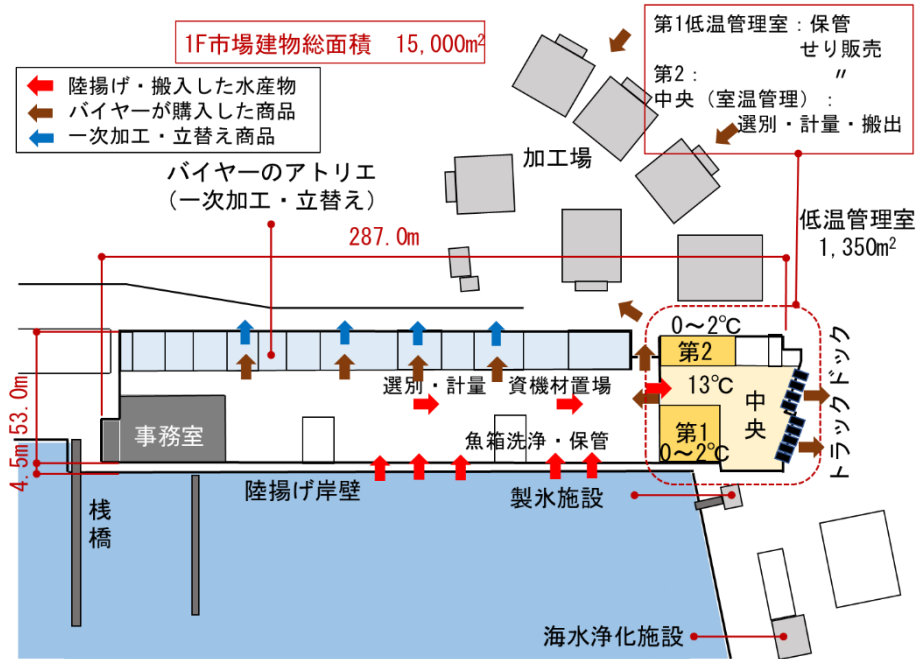 1F市場建物総面積 15,000m²
陸揚げ・搬入した水産物
バイヤーが購入した商品
一次加工・立替え商品
第1低温管理室：保管
せり販売
第2： 〃
中央（室温管理）：
選別・計量・搬出
加工場
バイヤーのアトリエ
（一次加工・立替え）
287.0m
低温管理室
1,350m²
0～2℃
第2
13℃
中央
第1
0～2℃
トラックドック
選別・計量 資機材置場
魚箱洗浄・保管
事務室
53.0m
4.5m
陸揚げ岸壁
製氷施設
桟橋
海水浄化施設